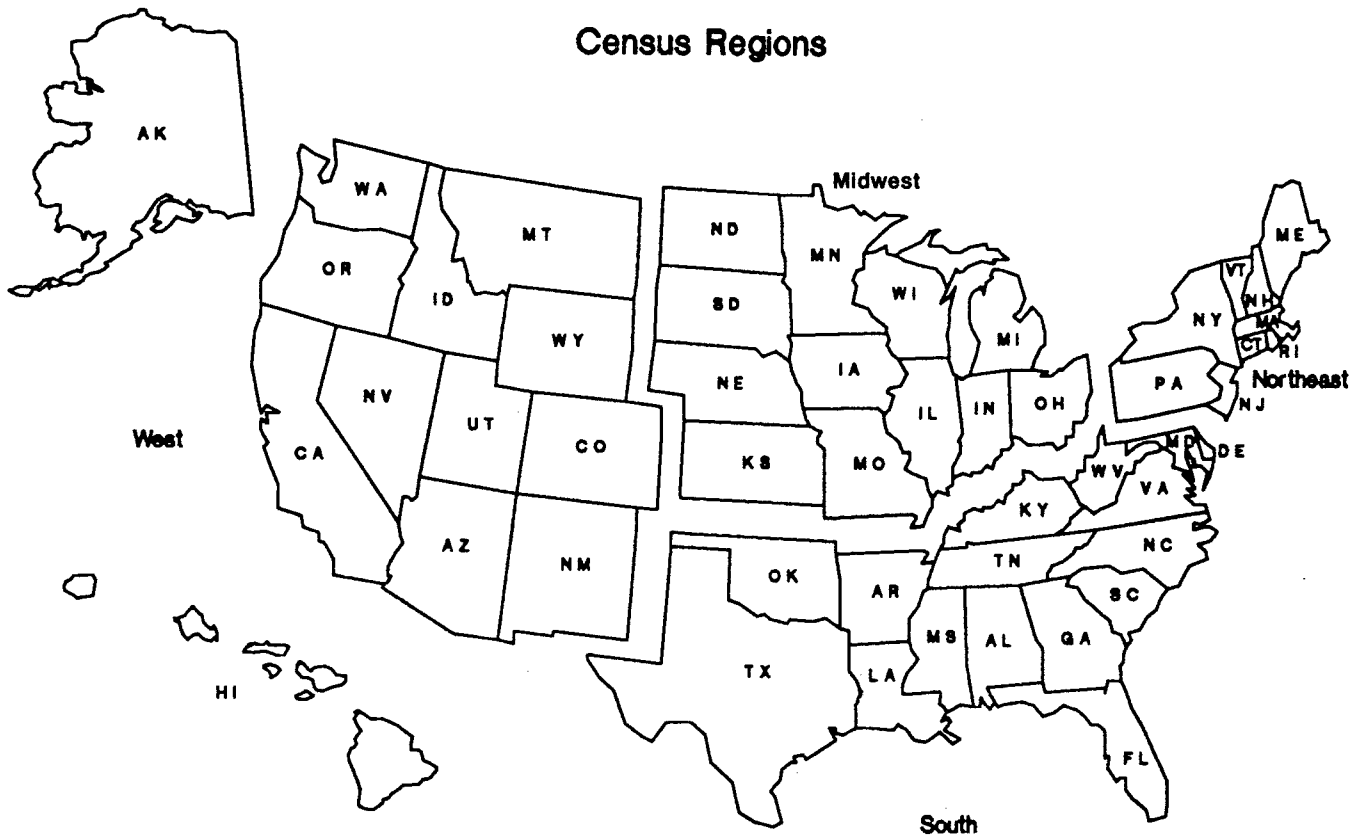 Census Regions
AK
WA
MT
ND
MN
Midwest
ME
OR
ID
SD
WI
VT
NH
WY
MI
NY
MA
CT
RI
NV
NE
IA
PA
Northeast
NJ
UT
CO
IL
IN
OH
West
CA
KS
MO
MD
DE
WV
VA
KY
AZ
NM
TN
NC
OK
AR
SC
MS
AL
GA
TX
LA
HI
FL
South